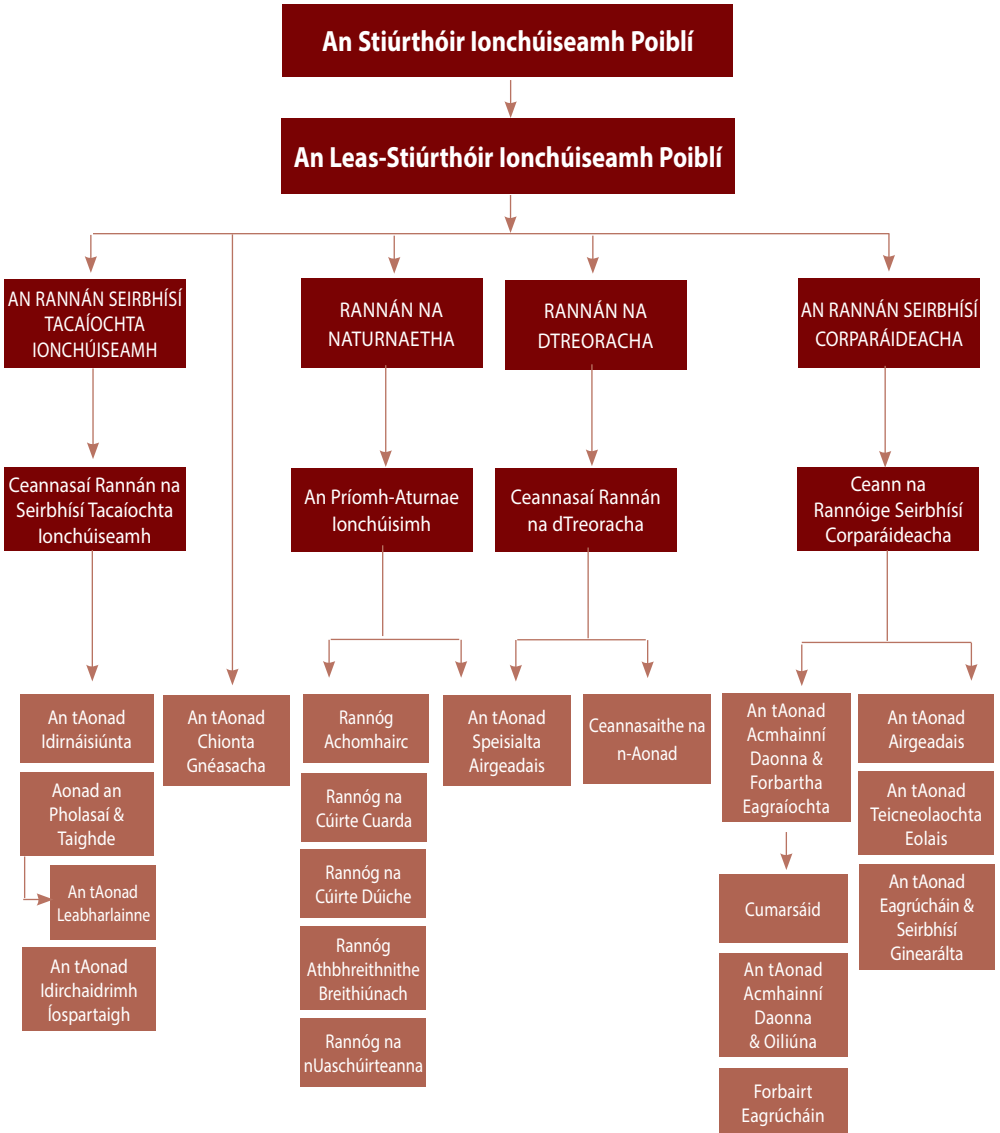 An Stiúrthóir Ionchúiseamh Poiblí
An Leas-Stiúrthóir Ionchúiseamh Poiblí
AN RANNÁN SEIRBHÍSÍ
TACAÍOCHTA
IONCHÚISEAMH
RANNÁN NA
NATURNAETHA
RANNÁN NA
DTREORACHA
AN RANNÁN SEIRBHÍSÍ
CORPARÁIDEACHA
Ceannasaí Rannán na
Seirbhísí Tacaíochta
Ionchúiseamh
An Príomh-Aturnae
Ionchúisimh
Ceannasaí Rannán
na dTreoracha
Ceann na
Rannóige Seirbhísí
Corparáideacha
An tAonad
Idirnáisiúnta
Aonad an
Pholasaí &
Taighde
An tAonad
Leabharlainne
An tAonad
Idirchaidrimh
Íospartaigh
An tAonad
Chionta
Gnéasacha
Rannóg
Achomhairc
Rannóg na
Cúirte Cuarda
Rannóg na
Cúirte Dúiche
Rannóg
Athbhreithnithe
Breithiúnach
Rannóg na
nUaschúirteanna
An tAonad
Speisialta
Airgeadais
Ceannasaithe na
n-Aonad
An tAonad
Acmhainní
Daonna &
Forbartha
Eagraíochta
Cumarsáid
An tAonad
Acmhainní
Daonna
& Oiliúna
Forbairt
Eagrúcháin
An tAonad
Airgeadais
An tAonad
Teicneolaochta
Eolais
An tAonad
Eagrúcháin &
Seirbhísí
Ginearálta